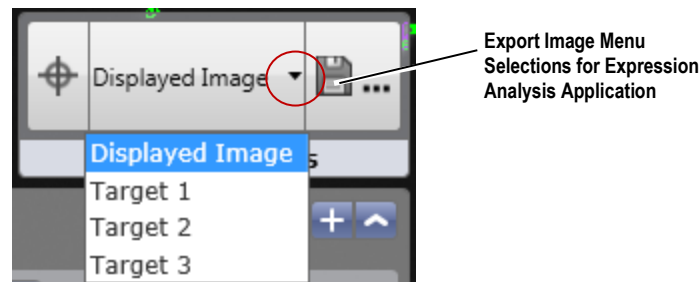 Displayed Image
...
Displayed Image
Target 1
Target 2
Target 3
Export Image Menu
Selections for Expression
Analysis Application